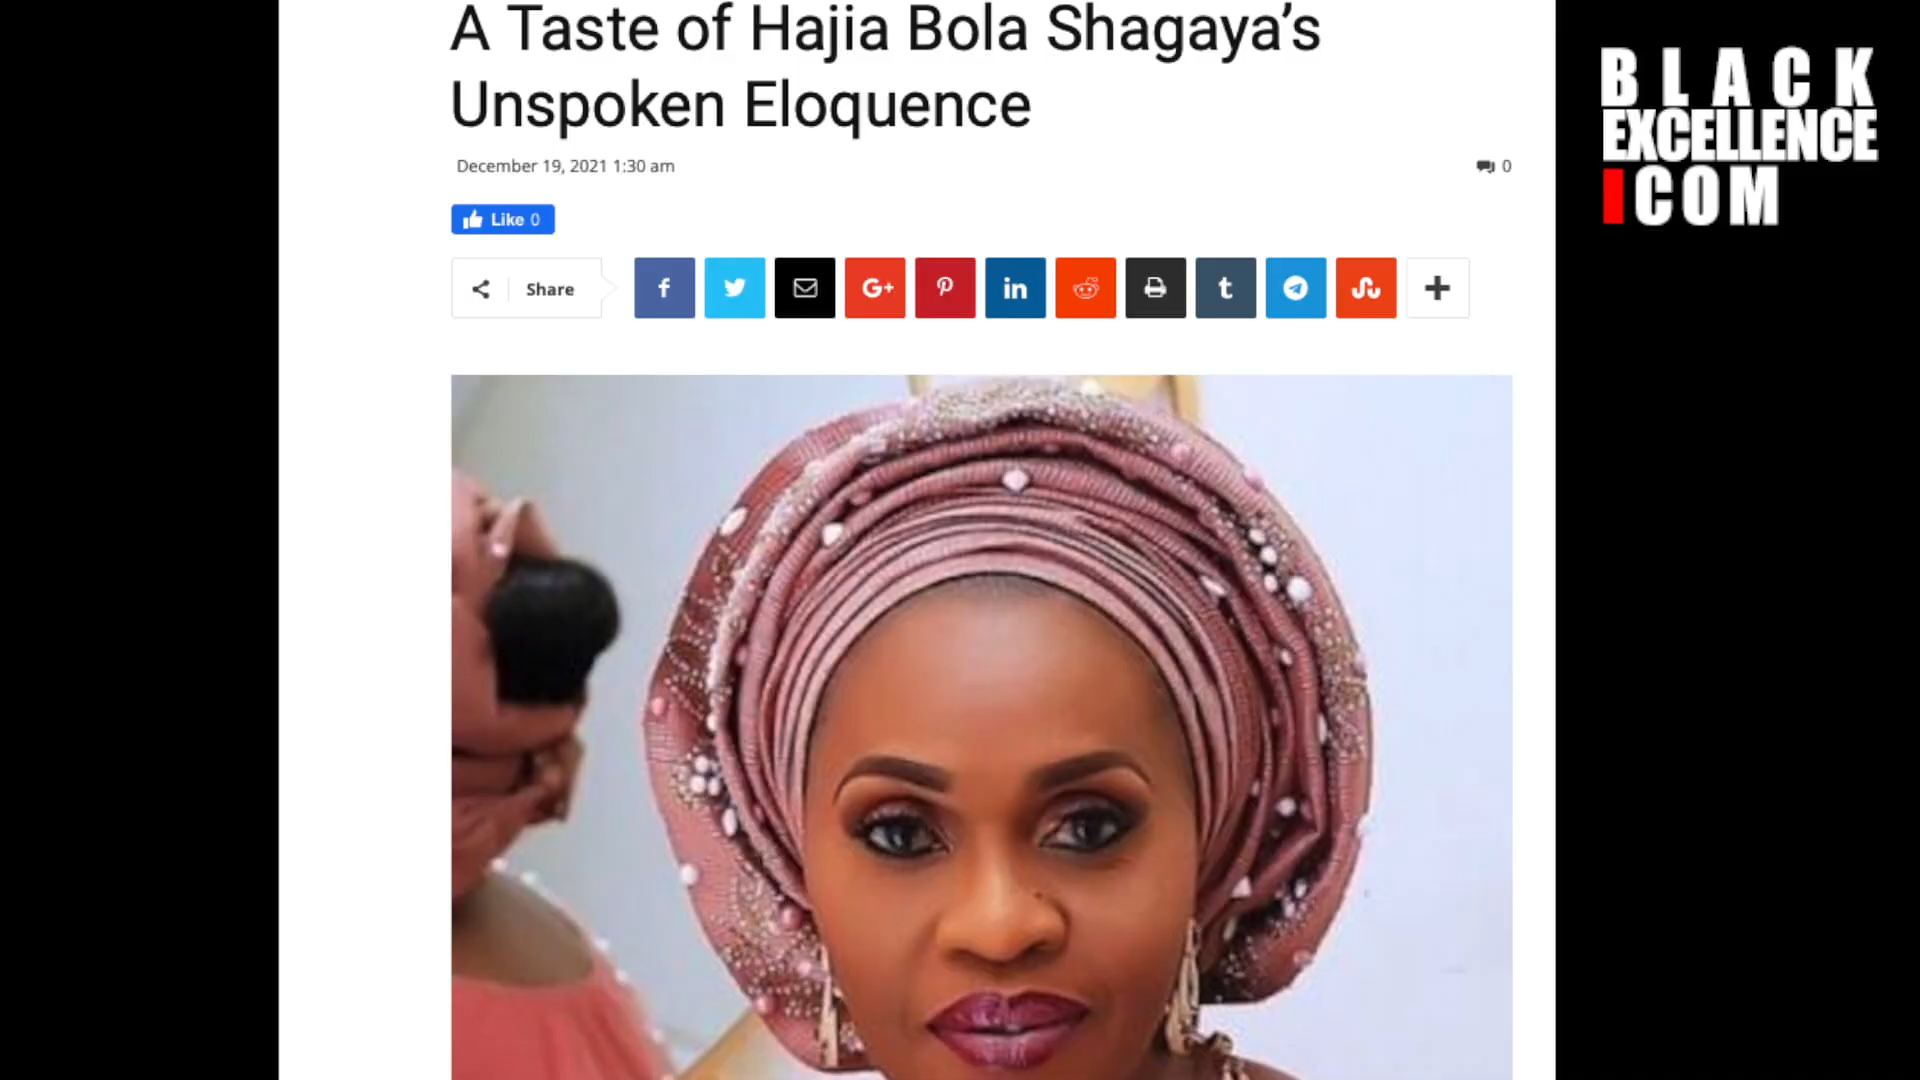 A Taste of Hajia Bola Shagaya’s
Unspoken Eloquence
December 19, 2021 1:30 am
0
Like 0
Share
f
G+
in
t
BLACK
EXCELLENCE
COM